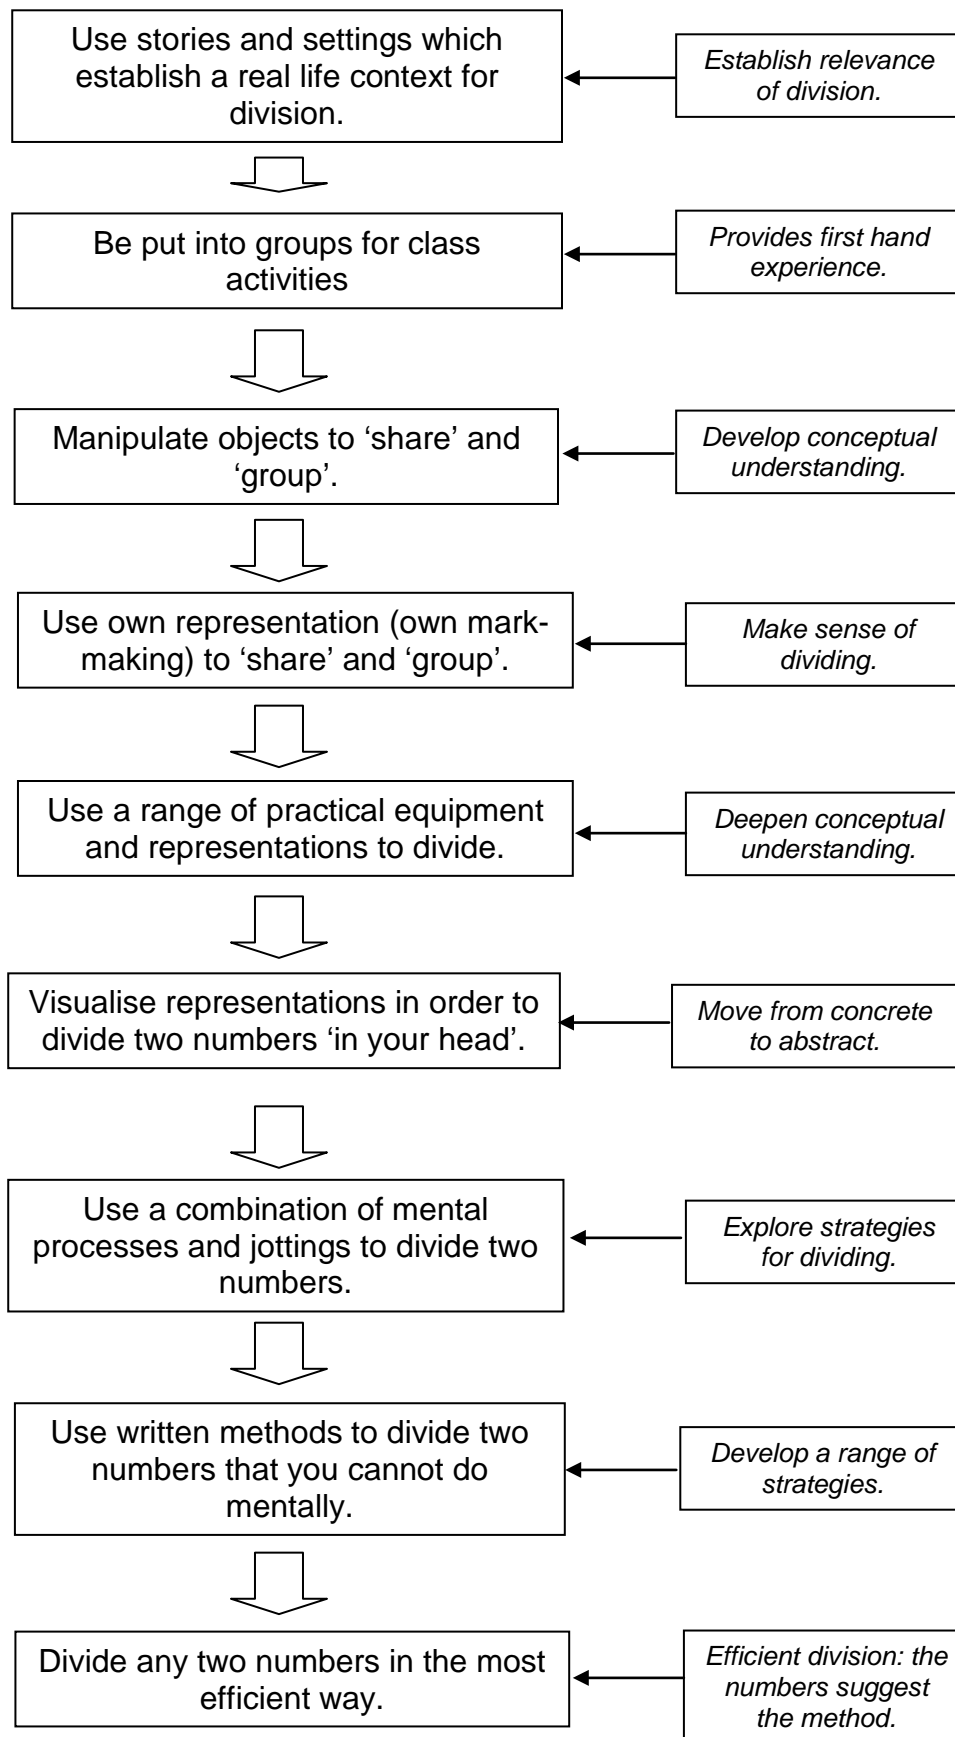 Use stories and settings which
establish a real life context for
division.
Establish relevance
of division.
Be put into groups for class
activities
Provides first hand
experience.
Manipulate objects to ‘share’ and
‘group’.
Develop conceptual
understanding.
Use own representation (own mark-
making) to ‘share’ and ‘group’.
Make sense of
dividing.
Use a range of practical equipment
and representations to divide.
Deepen conceptual
understanding.
Visualise representations in order to
divide two numbers ‘in your head’.
Move from concrete
to abstract.
Use a combination of mental
processes and jottings to divide two
numbers.
Explore strategies
for dividing.
Use written methods to divide two
numbers that you cannot do
mentally.
Develop a range of
strategies.
Divide any two numbers in the most
efficient way.
Efficient division: the
numbers suggest
the method.